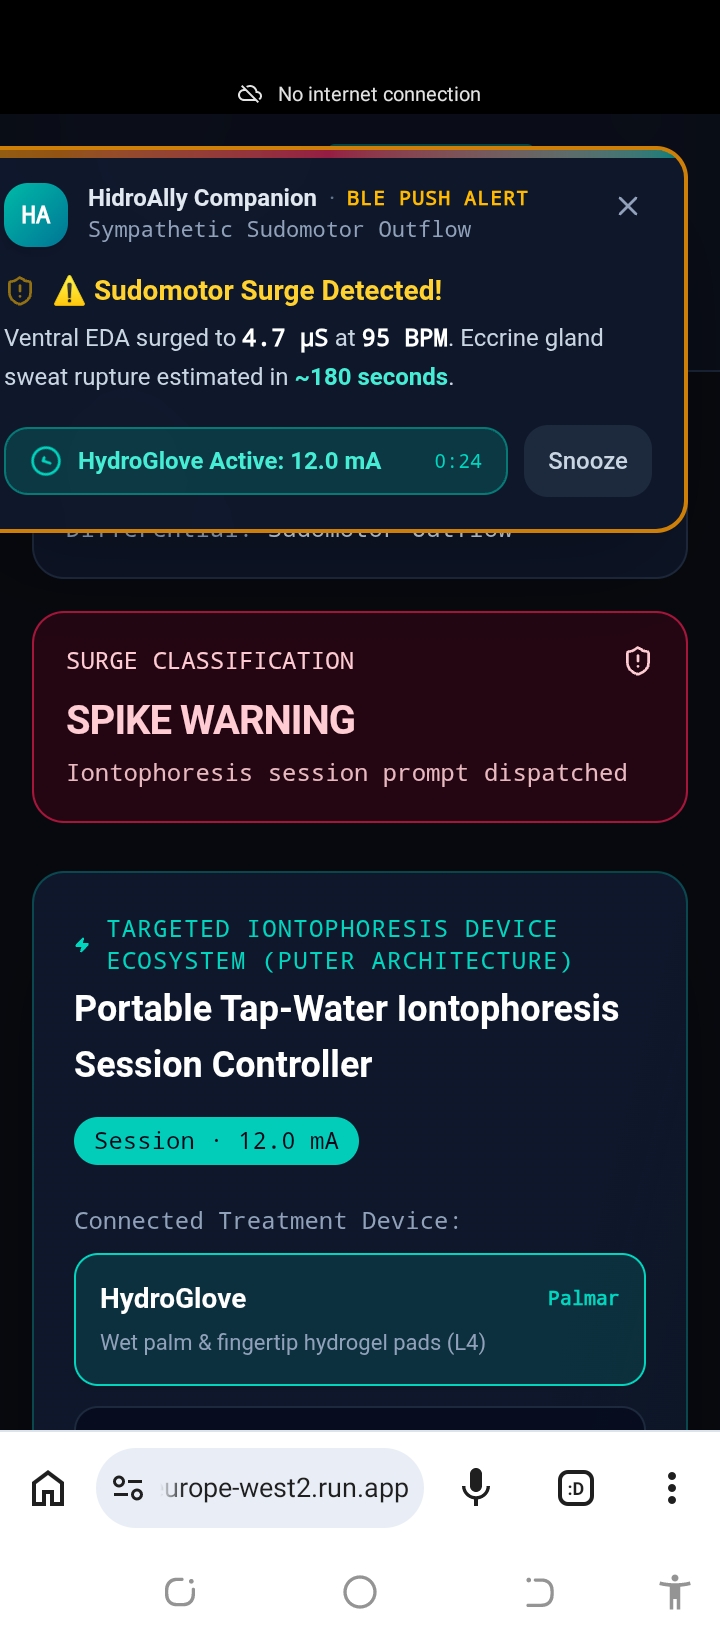 No internet connection
HA
HidroAlly Companion · BLE PUSH ALERT
Sympathetic Sudomotor Outflow
⚠️ Sudomotor Surge Detected!
Ventral EDA surged to 4.7 µS at 95 BPM. Eccrine gland
sweat rupture estimated in ~180 seconds.
HydroGlove Active: 12.0 mA 0:24
Snooze
Differential: Sudomotor Outflow
SURGE CLASSIFICATION
SPIKE WARNING
Iontophoresis session prompt dispatched
TARGETED IONTOPHORESIS DEVICE
ECOSYSTEM (PUTER ARCHITECTURE)
Portable Tap-Water Iontophoresis
Session Controller
Session · 12.0 mA
Connected Treatment Device:
HydroGlove Palmar
Wet palm & fingertip hydrogel pads (L4)
urope-west2.run.app
:D